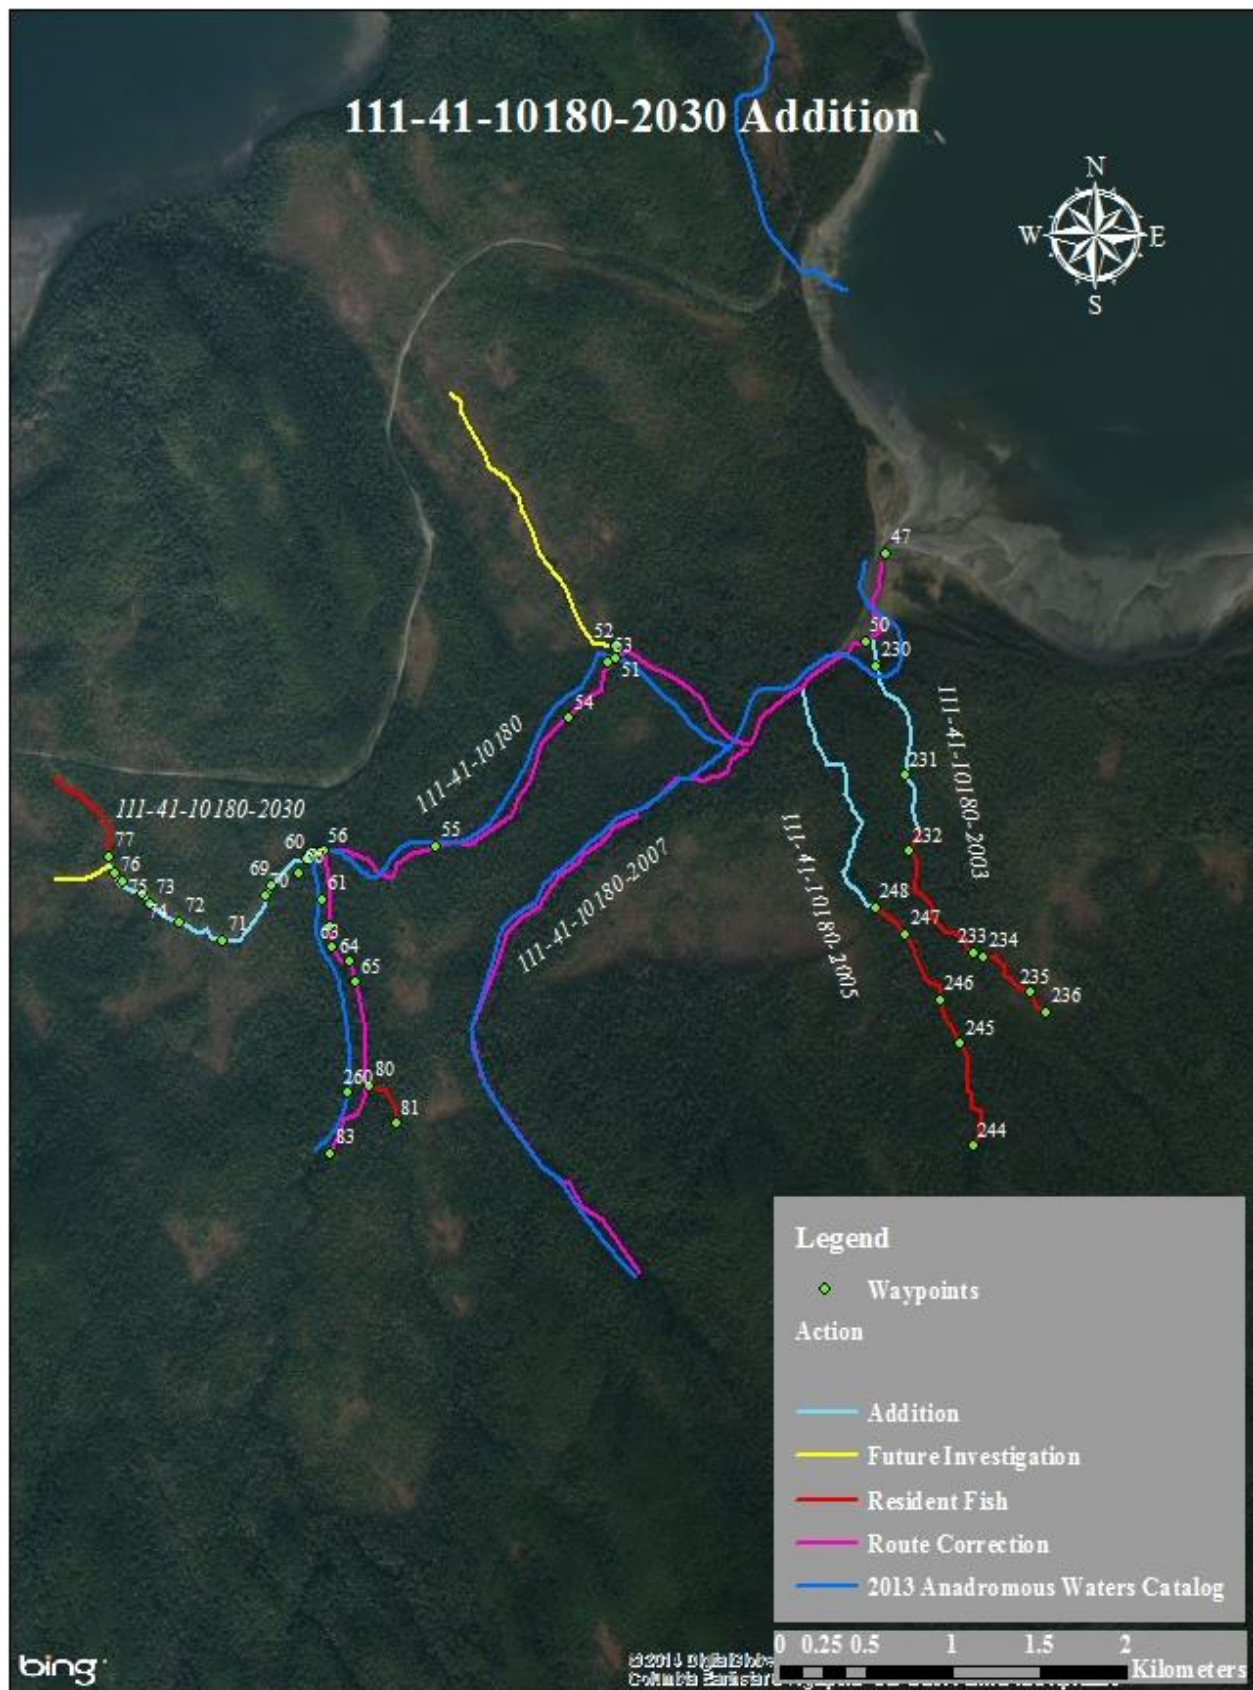 111-41-10180-2030 Addition
N
W
E
S
47
50
230
52
53
51
54
111-41-10180
111-41-10180-2003
231
111-41-10180-2030
60
56
55
232
77
76
75
73
74
72
69
70
71
61
63
64
65
111-41-10180-2007
111-41-10180-2005
248
247
233
234
246
235
236
245
260
80
81
83
244
Legend
Waypoints
Action
Addition
Future Investigation
Resident Fish
Route Correction
2013 Anadromous Waters Catalog
0 0.25 0.5 1 1.5 2
Kilometers
bing